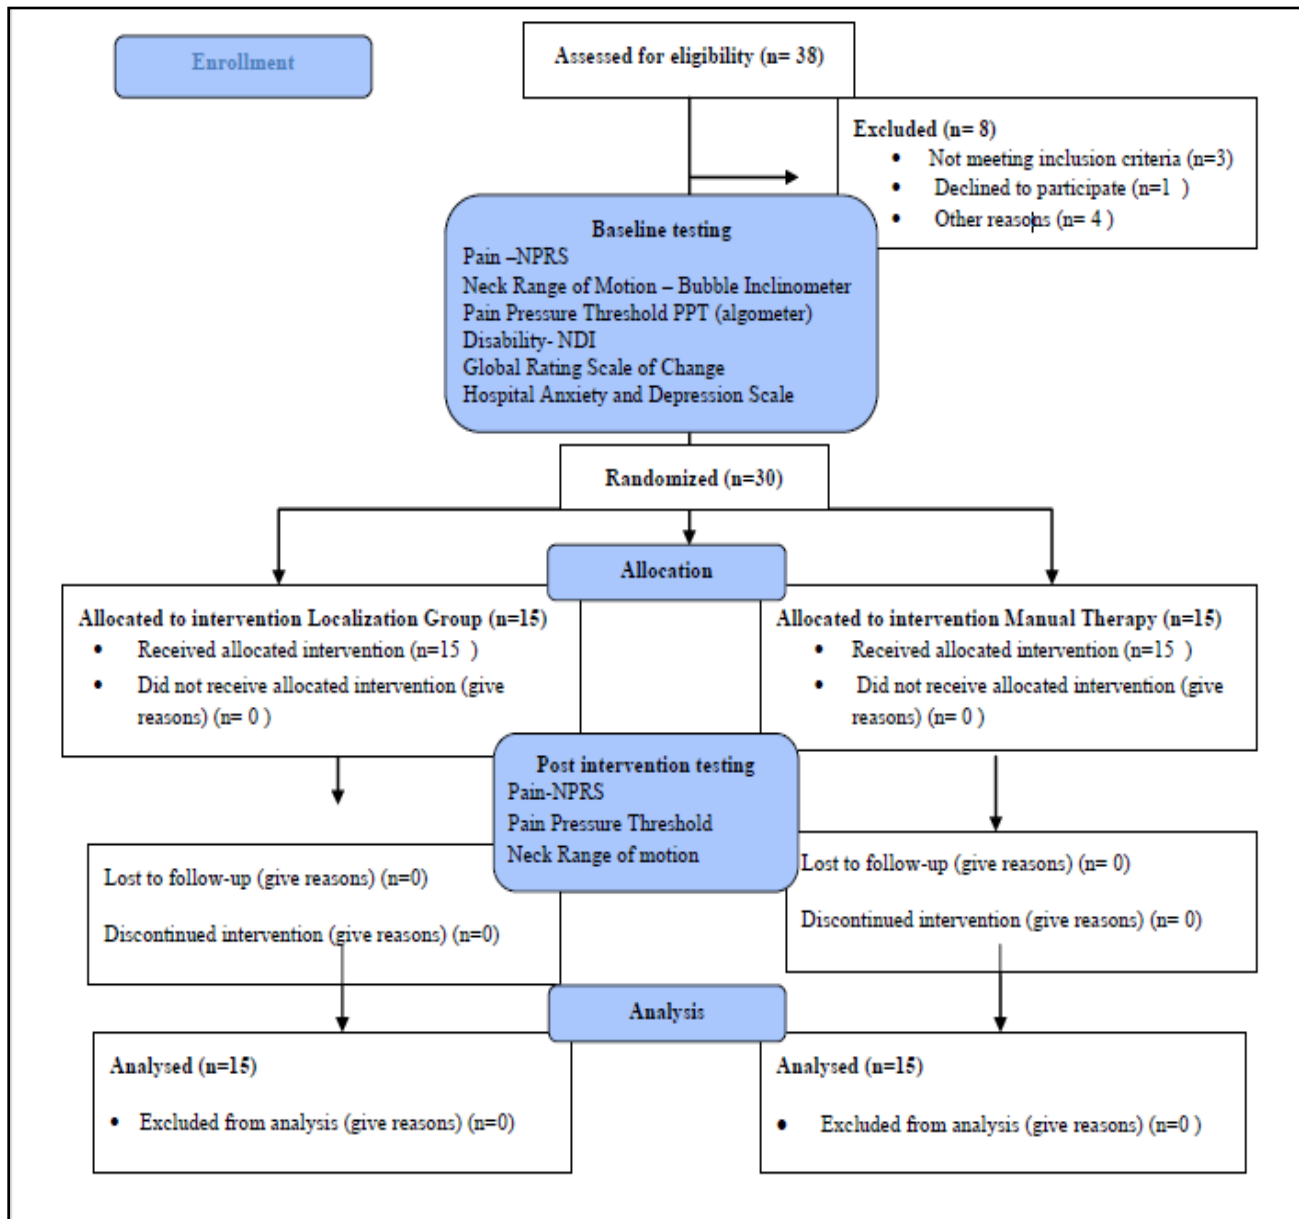 Enrollment
Assessed for eligibility (n= 38)
Excluded (n= 8)
• Not meeting inclusion criteria (n=3)
• Declined to participate (n=1 )
• Other reasons (n= 4 )
Baseline testing
Pain –NPRS
Neck Range of Motion – Bubble Inclinometer
Pain Pressure Threshold PPT (algometer)
Disability- NDI
Global Rating Scale of Change
Hospital Anxiety and Depression Scale
Randomized (n=30)
Allocation
Allocated to intervention Localization Group (n=15)
• Received allocated intervention (n=15 )
• Did not receive allocated intervention (give
reasons) (n= 0 )
Allocated to intervention Manual Therapy (n=15)
• Received allocated intervention (n=15 )
• Did not receive allocated intervention (give
reasons) (n= 0 )
Post intervention testing
Pain-NPRS
Pain Pressure Threshold
Neck Range of motion
Lost to follow-up (give reasons) (n=0)
Discontinued intervention (give reasons) (n=0)
Lost to follow-up (give reasons) (n= 0)
Discontinued intervention (give reasons) (n= 0)
Analysis
Analysed (n=15)
• Excluded from analysis (give reasons) (n=0)
Analysed (n=15)
• Excluded from analysis (give reasons) (n=0 )